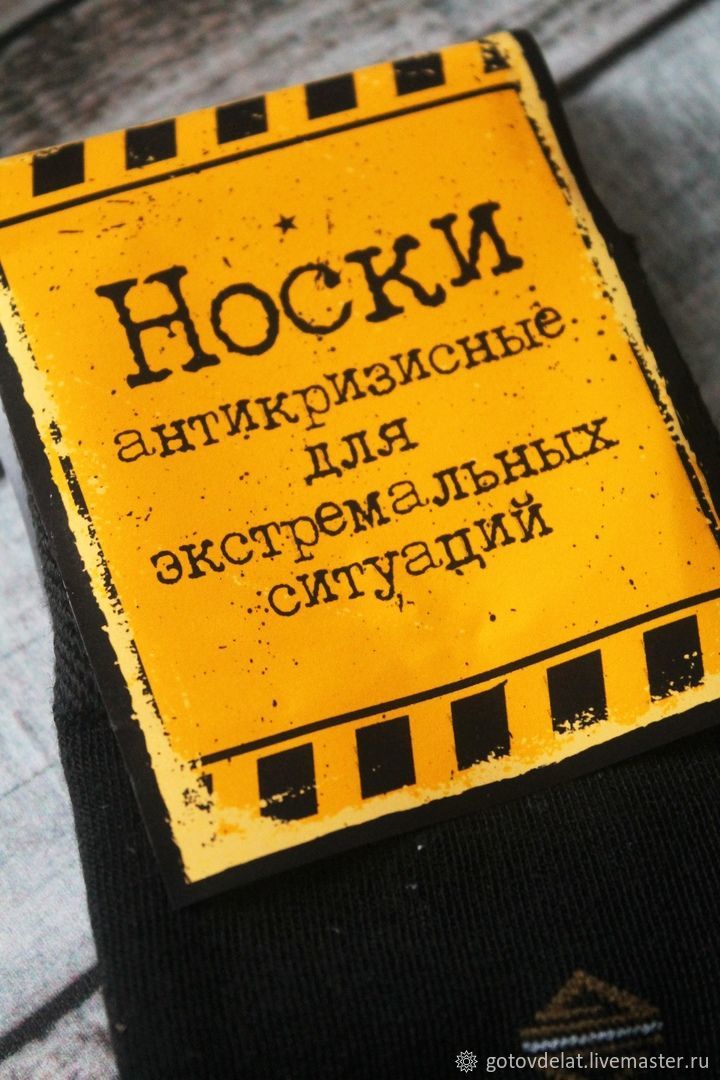 Носки
антикризисные
для
экстремальных
ситуаций
gotovdelat.livemaster.ru